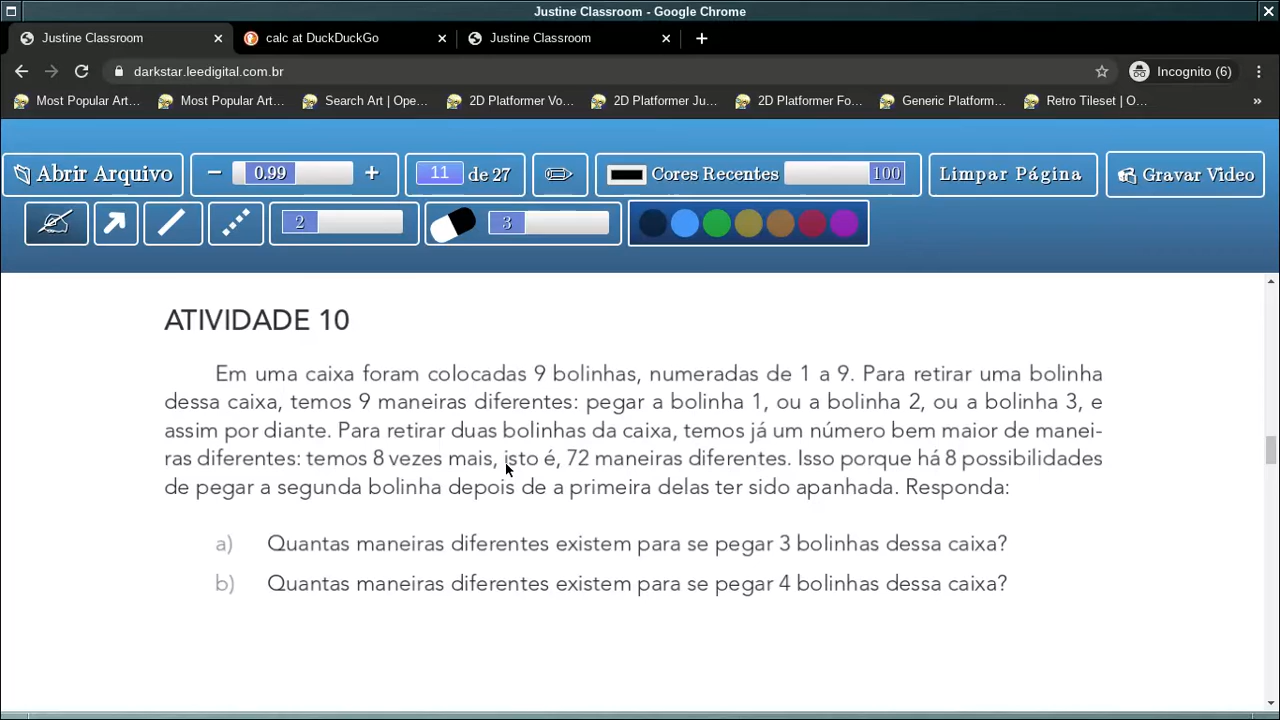 Justine Classroom - Google Chrome
Justine Classroom
calc at DuckDuckGo
Justine Classroom
darkstar.leedigital.com.br
Incognito (6)
Most Popular Art...
Most Popular Art...
Search Art | Ope...
2D Platformer Vo...
2D Platformer Ju...
2D Platformer Fo...
Generic Platform...
Retro Tileset | O...
»
Abrir Arquivo
− 0.99 +
11 de 27
Cores Recentes 100
Limpar Página
Gravar Video
2
3
ATIVIDADE 10
Em uma caixa foram colocadas 9 bolinhas, numeradas de 1 a 9. Para retirar uma bolinha
dessa caixa, temos 9 maneiras diferentes: pegar a bolinha 1, ou a bolinha 2, ou a bolinha 3, e
assim por diante. Para retirar duas bolinhas da caixa, temos já um número bem maior de manei-
ras diferentes: temos 8 vezes mais, isto é, 72 maneiras diferentes. Isso porque há 8 possibilidades
de pegar a segunda bolinha depois de a primeira delas ter sido apanhada. Responda:
a) Quantas maneiras diferentes existem para se pegar 3 bolinhas dessa caixa?
b) Quantas maneiras diferentes existem para se pegar 4 bolinhas dessa caixa?